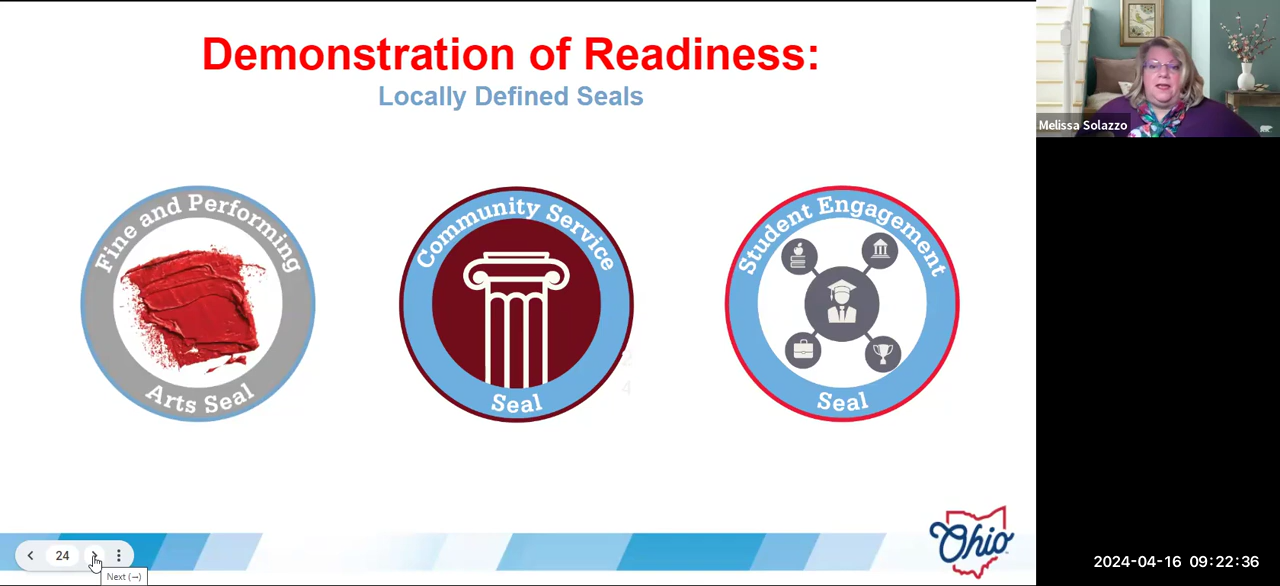 Demonstration of Readiness:
Locally Defined Seals
Fine and Performing
Arts Seal
Community Service
Seal
Student Engagement
Seal
Ohio
24
Next (→)
Melissa Solazzo
2024-04-16 09:22:36